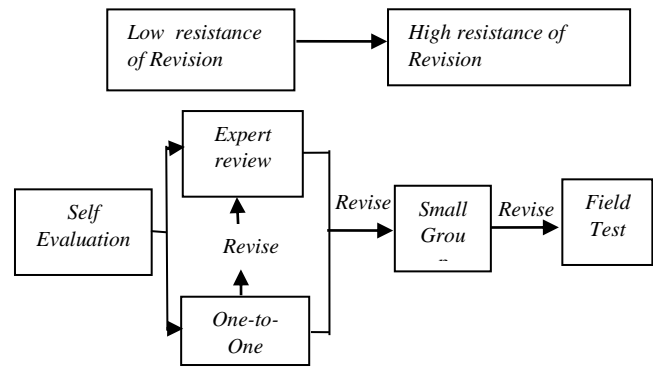 Low resistance
of Revision
High resistance of
Revision
Expert
review
Self
Evaluation
Revise
One-to-
One
Revise
Small
Grou
Revise
Field
Test